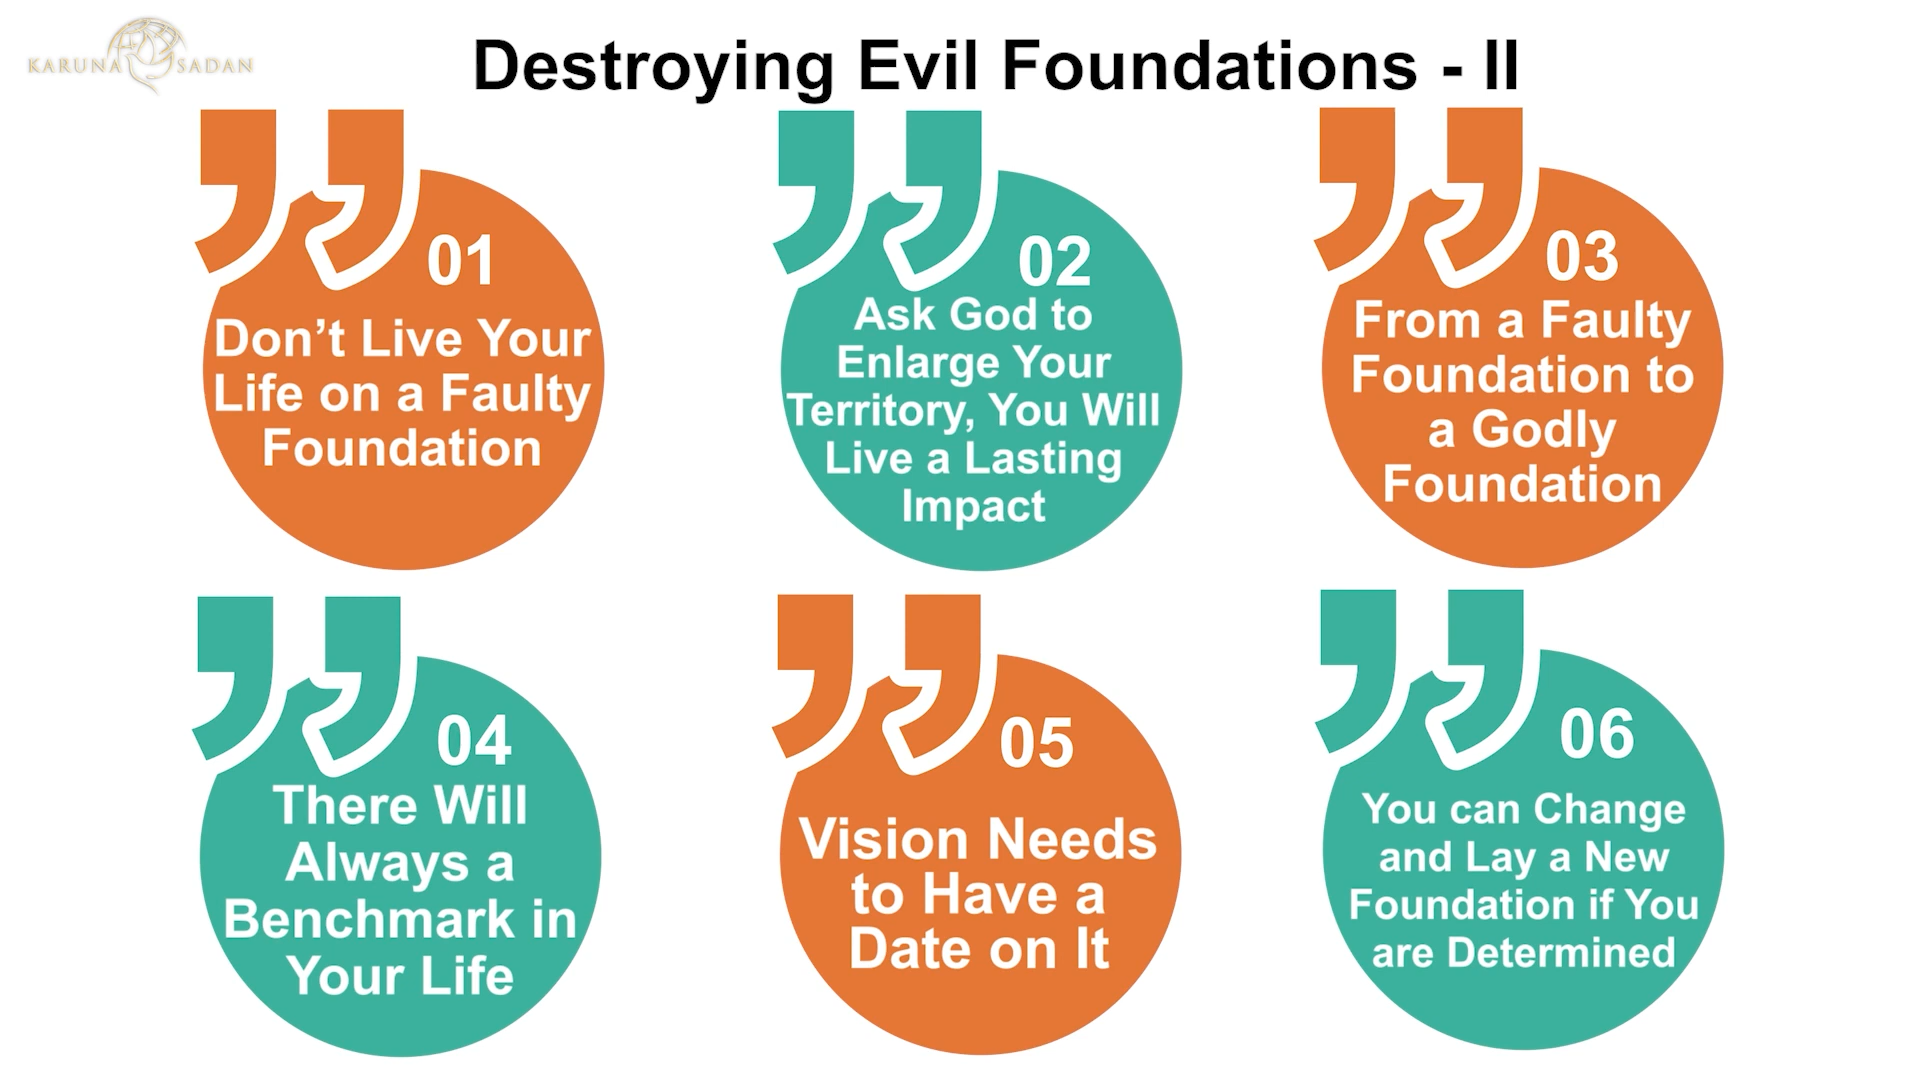 KARUNA SADAN
Destroying Evil Foundations - II
01
Don’t Live Your
Life on a Faulty
Foundation
02
Ask God to
Enlarge Your
Territory, You Will
Live a Lasting
Impact
03
From a Faulty
Foundation to
a Godly
Foundation
04
There Will
Always a
Benchmark in
Your Life
05
Vision Needs
to Have a
Date on It
06
You can Change
and Lay a New
Foundation if You
are Determined